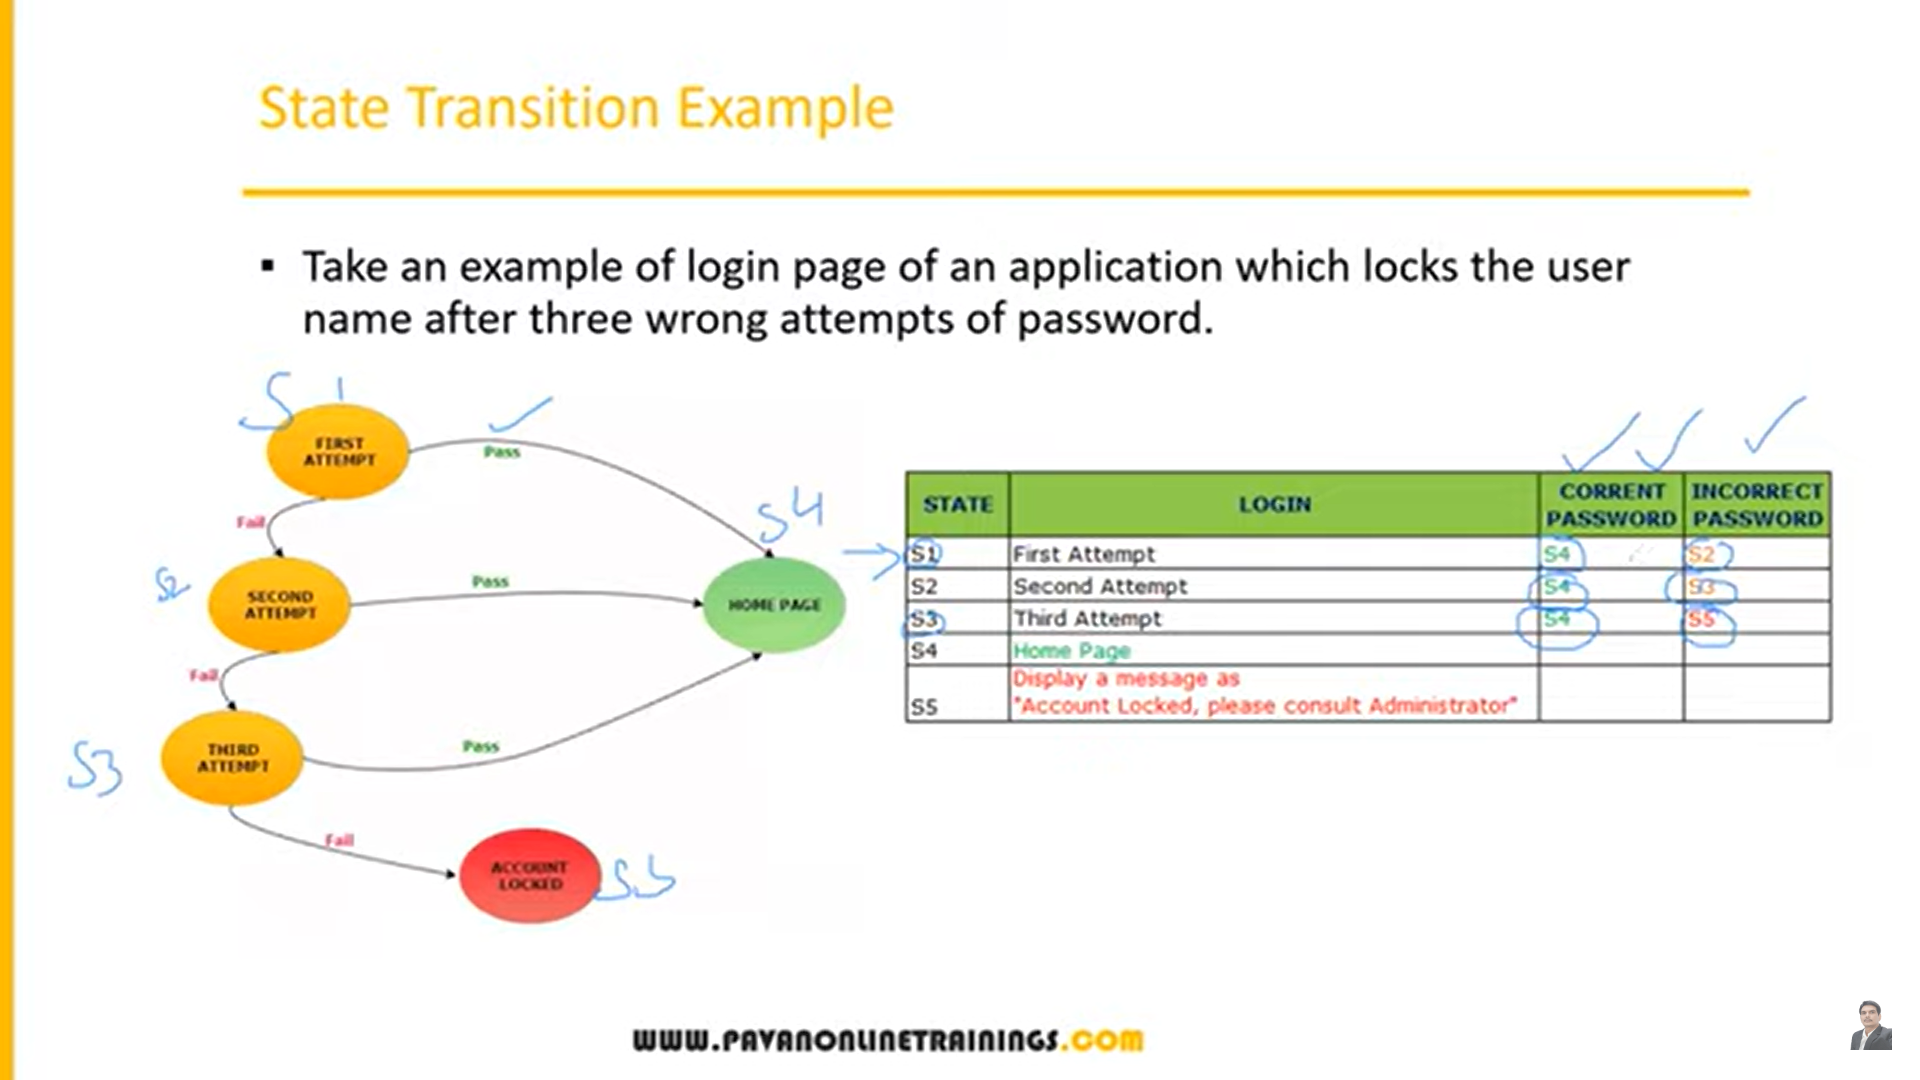 State Transition Example
▪ Take an example of login page of an application which locks the user
name after three wrong attempts of password.
S1
FIRST
ATTEMPT
Pass
Fail
S2
SECOND
ATTEMPT
Pass
S4
HOME PAGE
Fail
S3
THIRD
ATTEMPT
Pass
Fail
ACCOUNT
LOCKED
S5
STATE LOGIN CORRENT PASSWORD INCORRECT PASSWORD
S1 First Attempt S4 S2
S2 Second Attempt S4 S3
S3 Third Attempt S4 S5
S4 Home Page
S5 Display a message as
"Account Locked, please consult Administrator"
WWW.PAVANONLINETRAININGS.COM